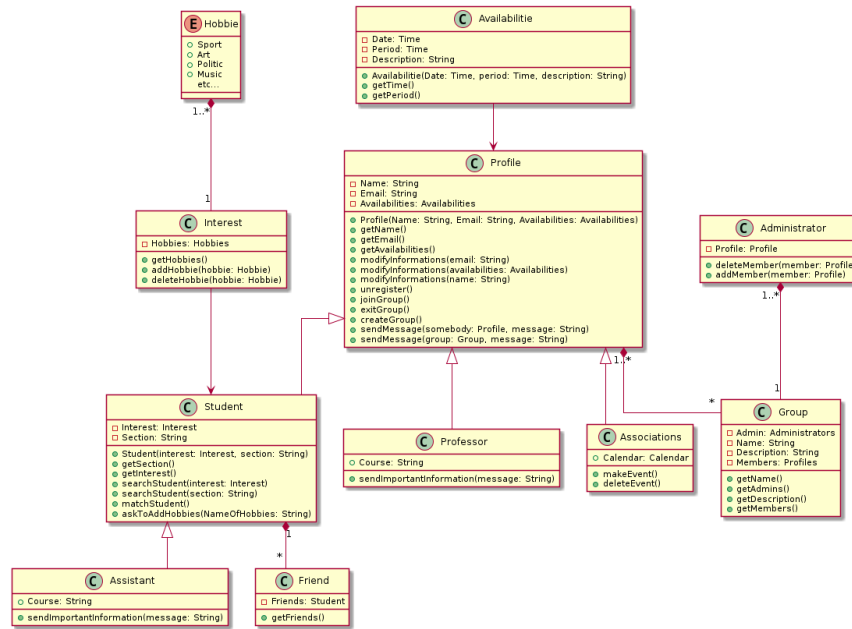 E Hobbie
Sport
Art
Politic
Music
etc...
C Availabilitie
Date: Time
Period: Time
Description: String
Availabilitie(Date: Time, period: Time, description: String)
getTime()
getPeriod()
1..*
1
C Interest
Hobbies: Hobbies
getHobbies()
addHobbie(hobbie: Hobbie)
deleteHobbie(hobbie: Hobbie)
C Profile
Name: String
Email: String
Availabilities: Availabilities
Profile(Name: String, Email: String, Availabilities: Availabilities)
getName()
getEmail()
getAvailabilities()
modifyInformations(email: String)
modifyInformations(availabilities: Availabilities)
modifyInformations(name: String)
unregister()
joinGroup()
exitGroup()
createGroup()
sendMessage(somebody: Profile, message: String)
sendMessage(group: Group, message: String)
C Administrator
Profile: Profile
deleteMember(member: Profile
addMember(member: Profile)
1..*
1
1..*
*
C Student
Interest: Interest
Section: String
Student(interest: Interest, section: String)
getSection()
getInterest()
searchStudent(interest: Interest)
searchStudent(section: String)
matchStudent()
askToAddHobbies(NameOfHobbies: String)
C Professor
Course: String
sendImportantInformation(message: String)
C Associations
Calendar: Calendar
makeEvent()
deleteEvent()
C Group
Admin: Administrators
Name: String
Description: String
Members: Profiles
getName()
getAdmins()
getDescription()
getMembers()
1
*
C Assistant
Course: String
sendImportantInformation(message: String)
C Friend
Friends: Student
getFriends()